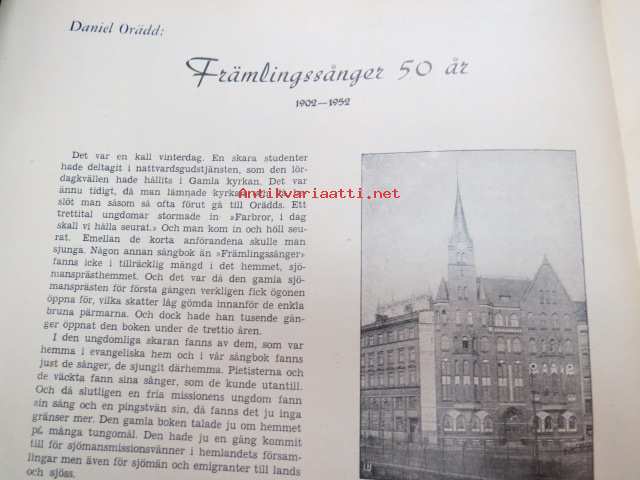 Daniel Orädd:
Främlingssånger 50 år
1902—1952
Det var en kall vinterdag. En skara studenter
hade deltagit i nattvardsgudstjänsten, som den lör-
dagkvällen hade hållits i Gamla kyrkan. Det var
ännu tidigt, då man lämnade kyrkan och så be-
slöt man såsom så ofta förut gå till Orädds. Ett
trettital ungdomar stormade in »Farbror, i dag
skall vi hålla seurat.» Och man kom in och höll seu-
rat. Emellan de korta anförandena skulle man
sjunga. Någon annan sångbok än »Främlingssånger»
fanns icke i tillräcklig mängd i det hemmet, sjö-
mansprästhemmet. Och det var då den gamla sjö-
mansprästen för första gången verkligen fick ögonen
öppna för, vilka skatter låg gömda innanför de enkla
bruna pärmarna. Och dock hade han tusende gån-
ger öppnat den boken under de trettio åren.
I den ungdomliga skaran fanns av dem, som var
hemma i evangeliska hem och i vår sångbok fanns
just de sånger, de sjungit därhemma. Pietisterna och
de väckta fann sina sånger, som de kunde utantill.
Och då slutligen en fria missionens ungdom fann
sin sång och en pingstvän sin, då fanns det ju inga
gränser mer. Den gamla boken talade ju om hemmet
på många tungomål. Den hade ju en gång kommit
till för sjömansmissionsvänner i hemlandets församl-
ingar men även för sjömän och emigranter till lands
och sjöss.
Antikvariaatti.net